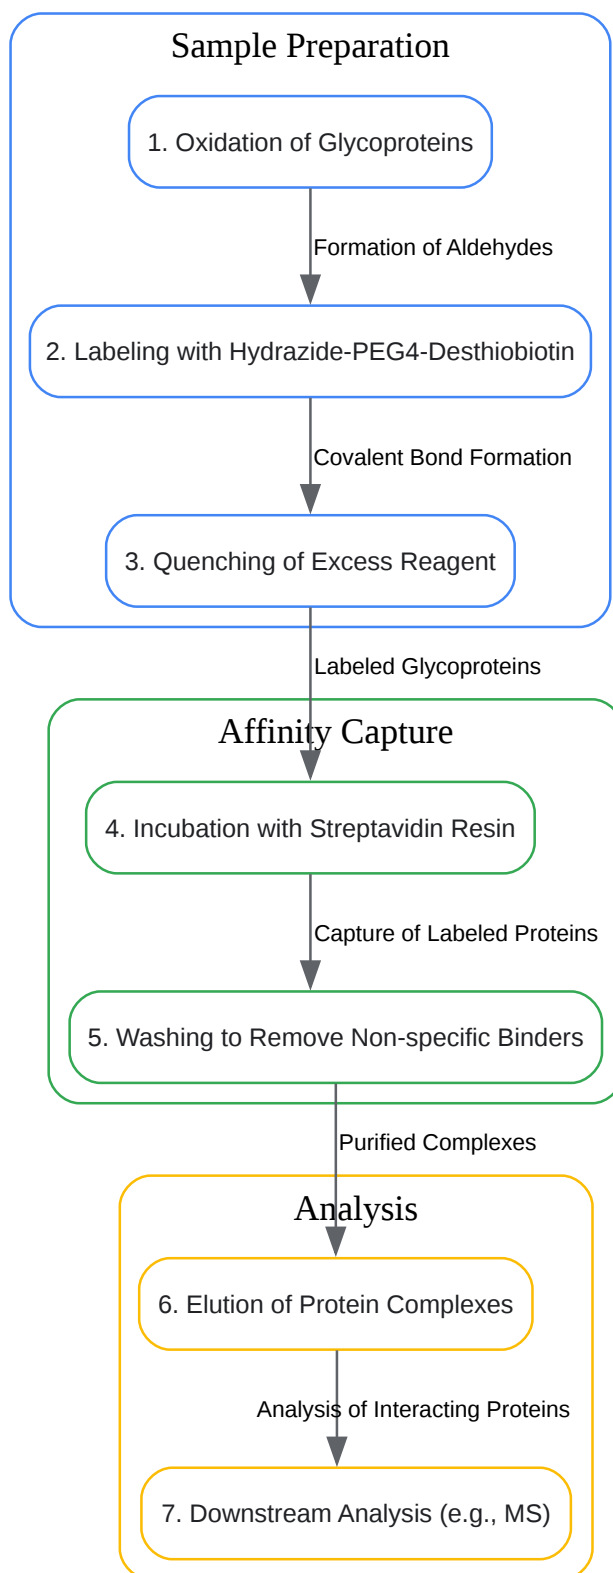 Sample Preparation
1. Oxidation of Glycoproteins
Formation of Aldehydes
2. Labeling with Hydrazide-PEG4-Desthiobiotin
Covalent Bond Formation
3. Quenching of Excess Reagent
Labeled Glycoproteins
Affinity Capture
4. Incubation with Streptavidin Resin
Capture of Labeled Proteins
5. Washing to Remove Non-specific Binders
Purified Complexes
Analysis
6. Elution of Protein Complexes
Analysis of Interacting Proteins
7. Downstream Analysis (e.g., MS)